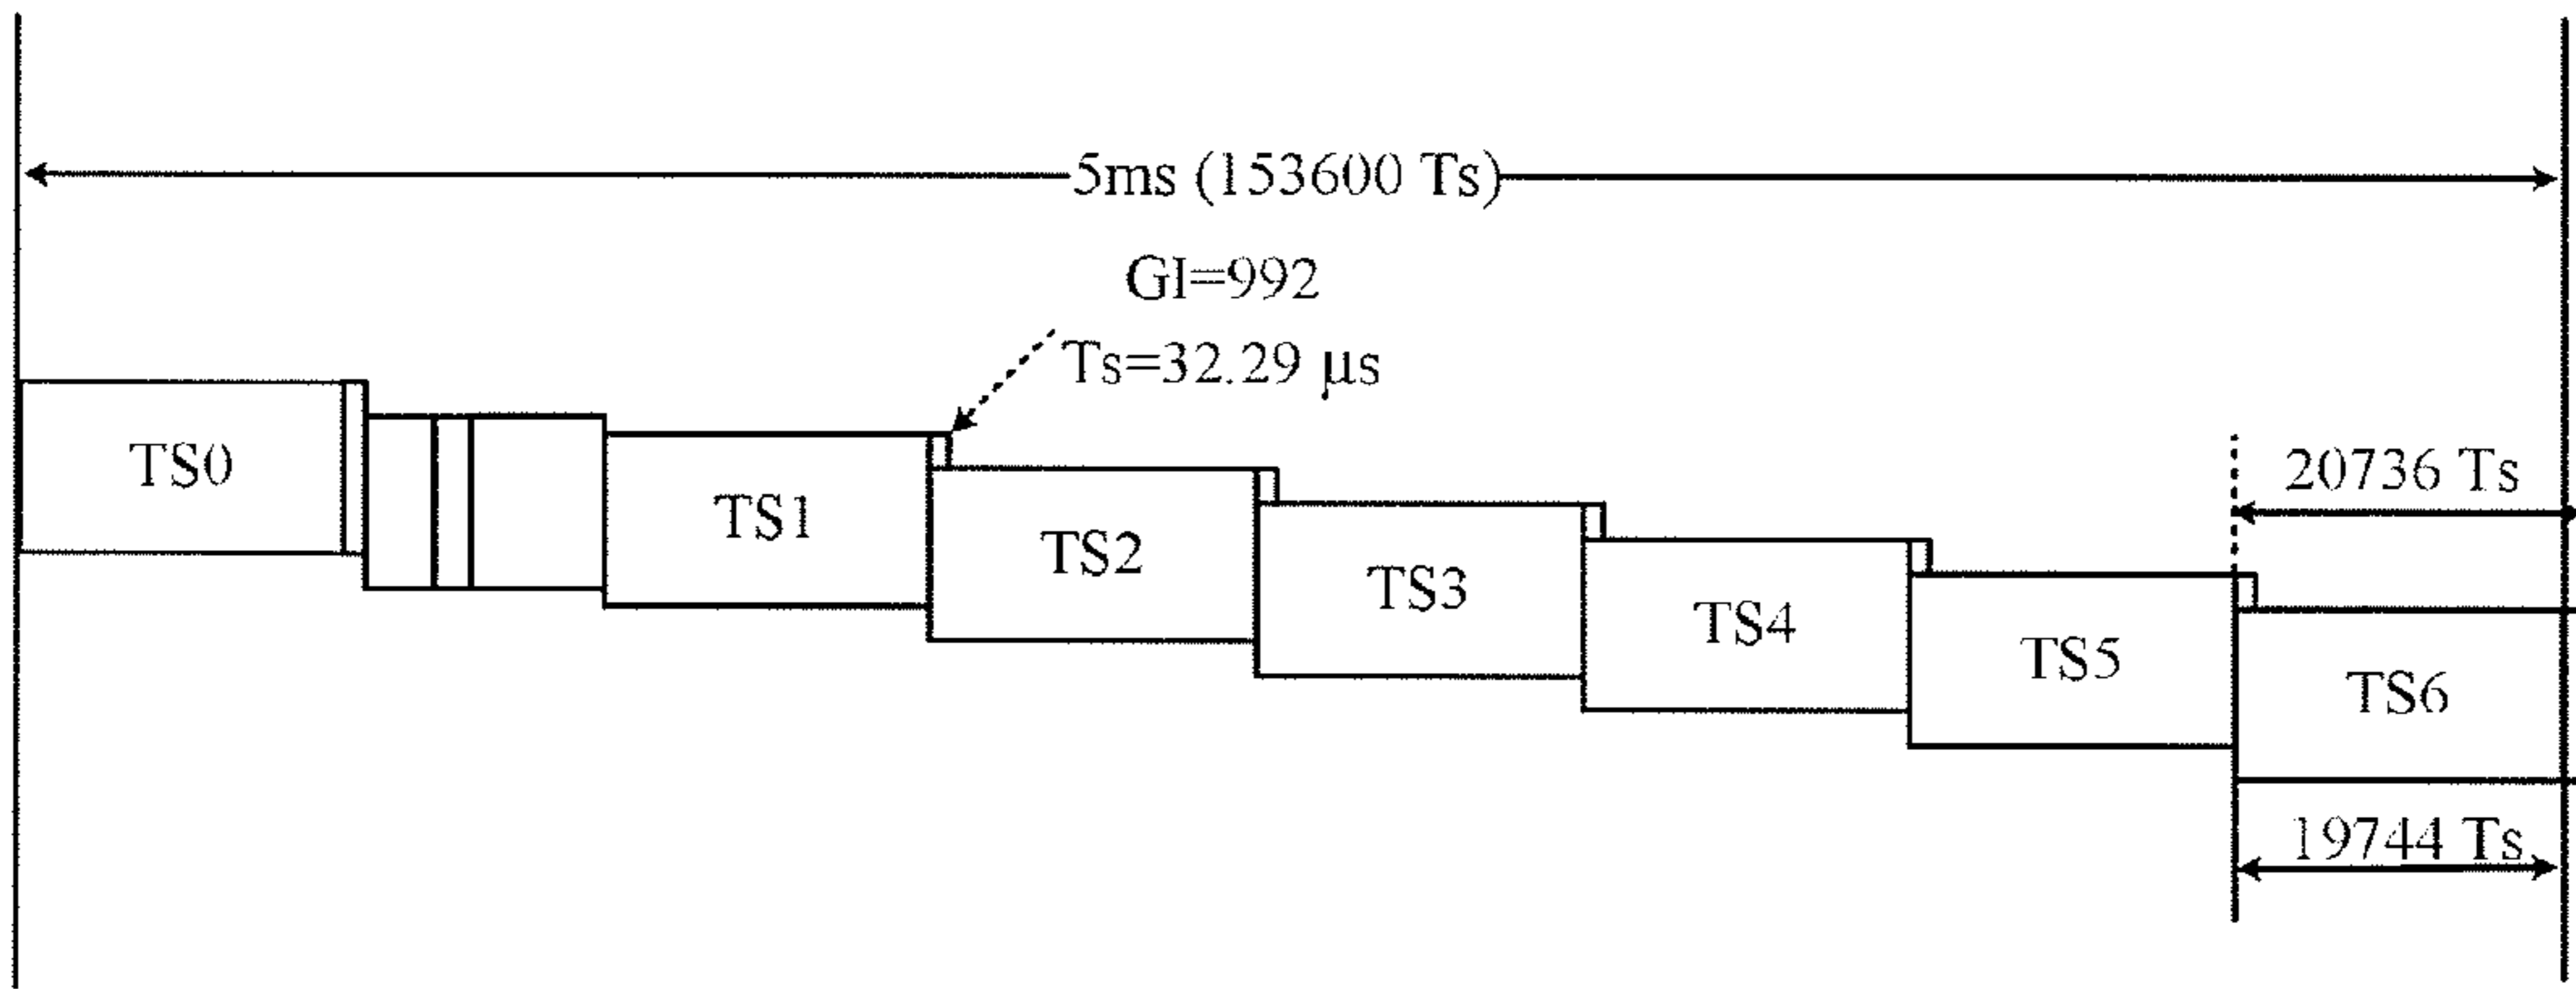 5ms (153600 Ts)
GI=992
Ts=32.29 μs
TS0
TS1
TS2
TS3
TS4
TS5
TS6
20736 Ts
19744 Ts